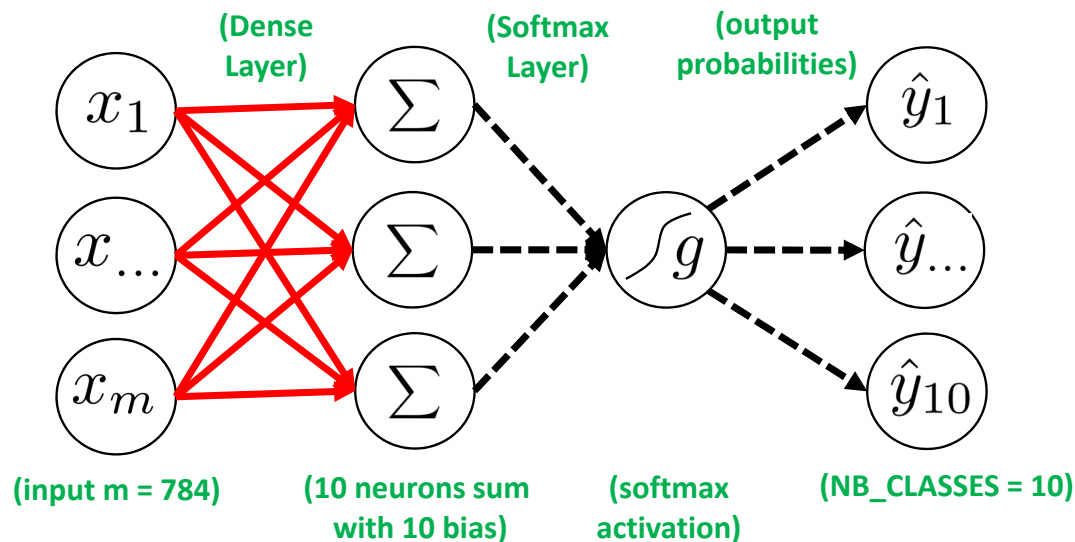 (Dense
Layer)
(Softmax
Layer)
(output
probabilities)
x₁
∑
ŷ₁
x...
∑
g
ŷ...
xₘ
∑
ŷ₁₀
(input m = 784)
(10 neurons sum
with 10 bias)
(softmax
activation)
(NB_CLASSES = 10)